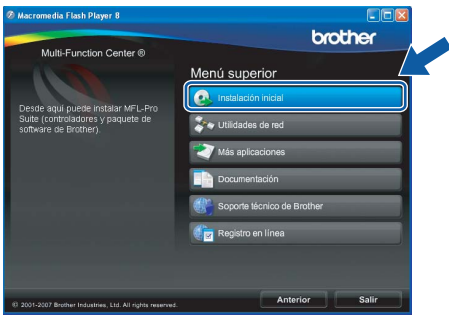 Macromedia Flash Player 8
brother
Multi-Function Center ®
Menú superior
Desde aquí puede instalar MFL-Pro
Suite (controladores y paquete de
software de Brother).
Instalación inicial
Utilidades de red
Más aplicaciones
Documentación
Soporte técnico de Brother
Registro en línea
© 2001-2007 Brother Industries, Ltd. All rights reserved.
Anterior
Salir